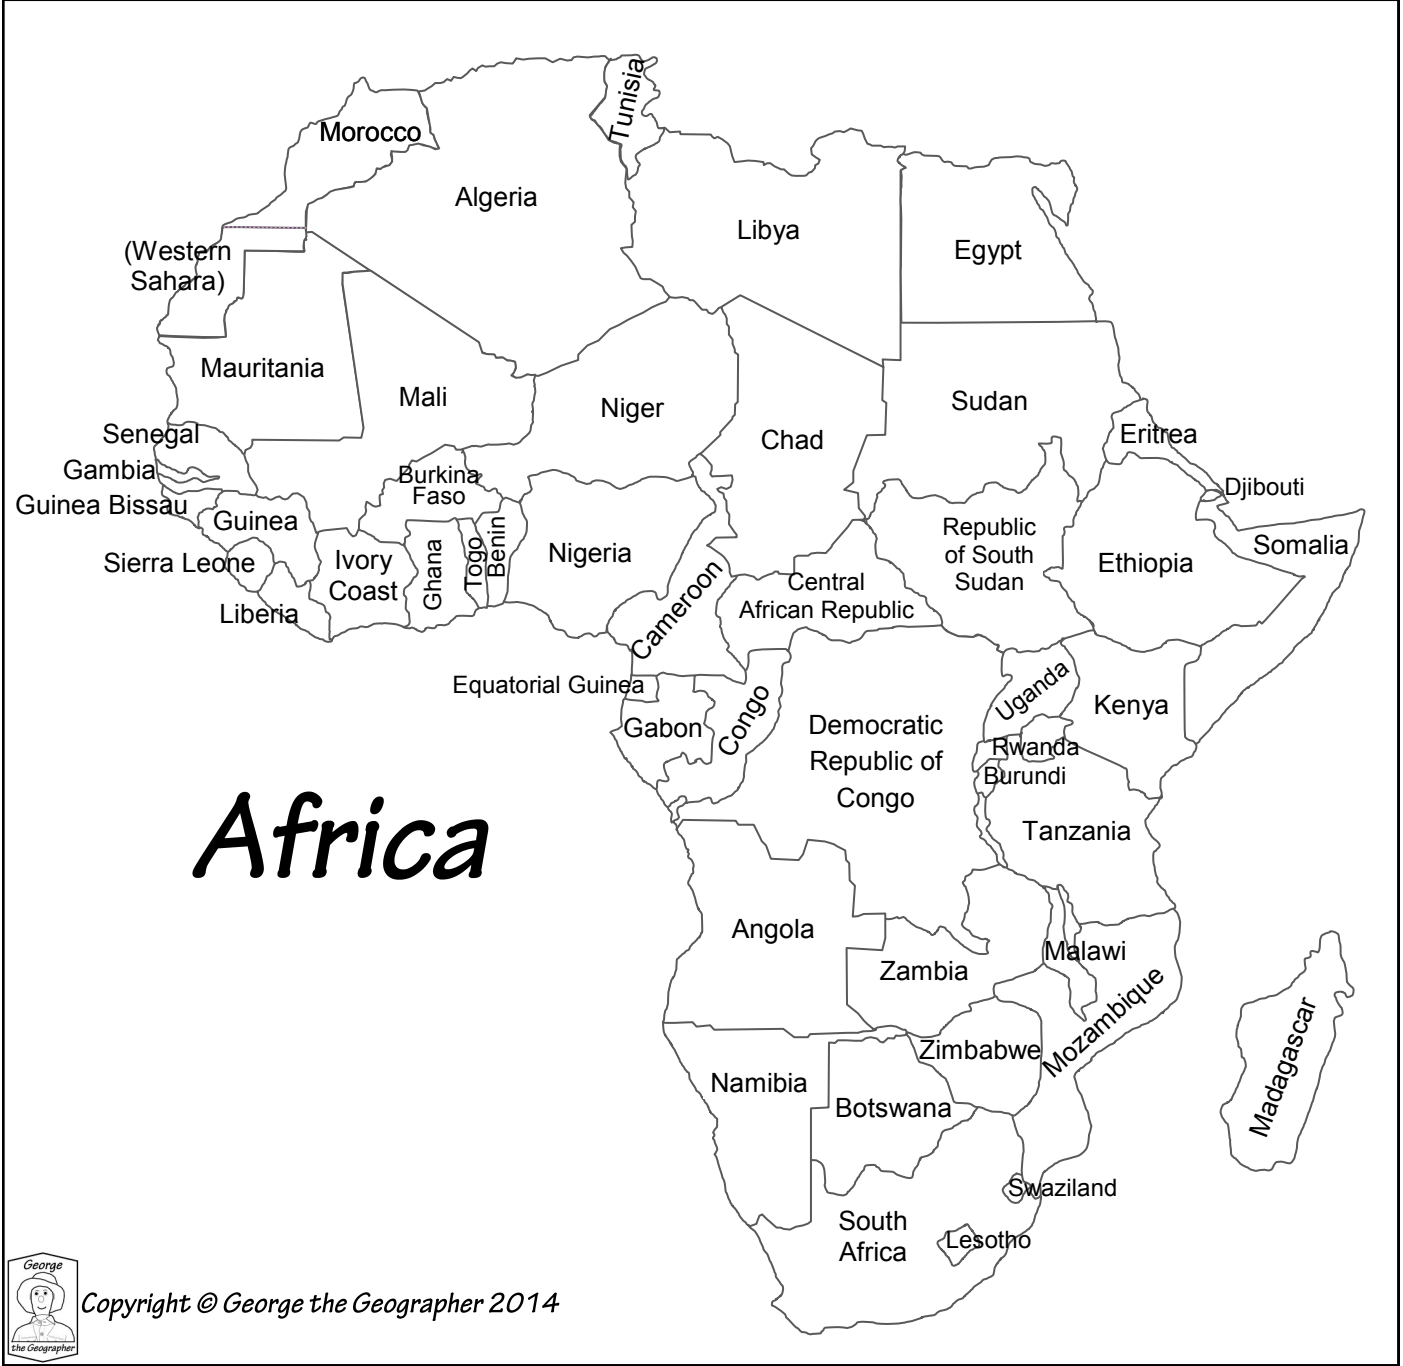 Tunisia
Morocco
Algeria
Libya
Egypt
(Western
Sahara)
Mauritania
Mali
Niger
Chad
Sudan
Eritrea
Senegal
Gambia
Guinea Bissau
Burkina
Faso
Djibouti
Guinea
Sierra Leone
Liberia
Ivory
Coast
Ghana
Togo
Benin
Nigeria
Cameroon
Central
African Republic
Republic
of South
Sudan
Ethiopia
Somalia
Equatorial Guinea
Gabon
Congo
Democratic
Republic of
Congo
Uganda
Kenya
Rwanda
Burundi
Tanzania
Africa
Angola
Zambia
Malawi
Mozambique
Madagascar
Zimbabwe
Namibia
Botswana
Swaziland
South
Africa
Lesotho
George
the Geographer
Copyright © George the Geographer 2014